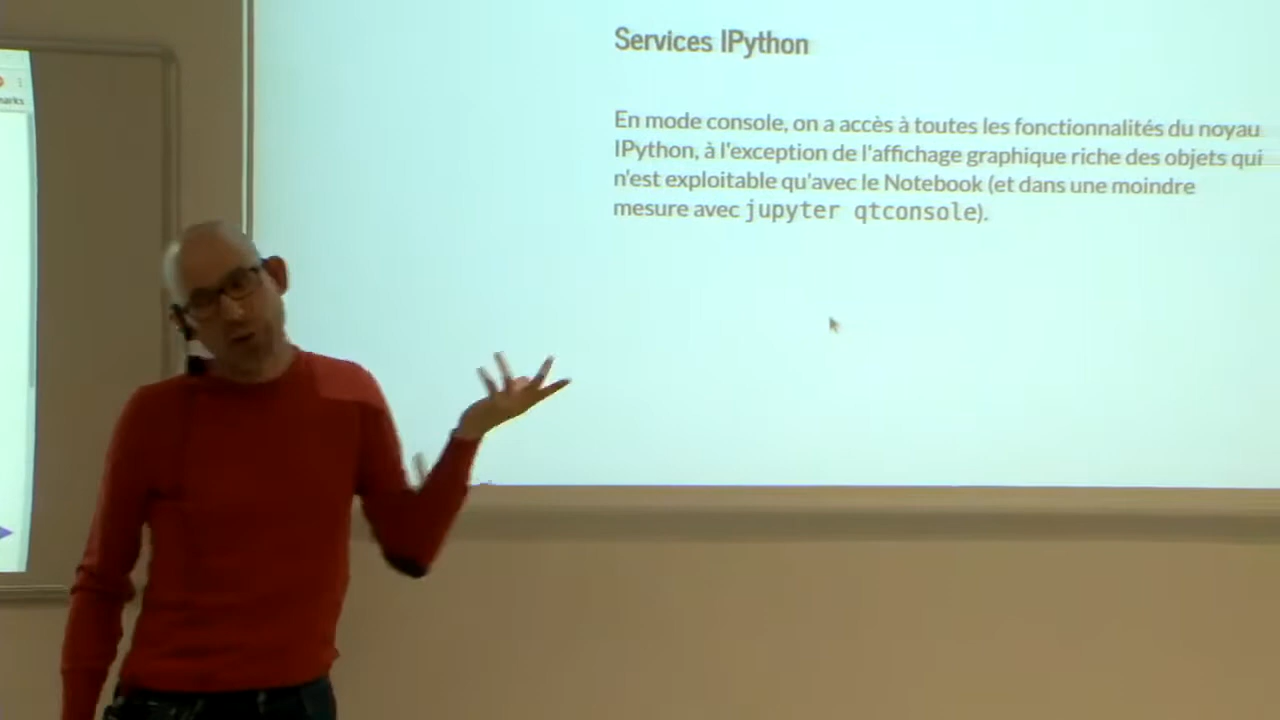 Services IPython
En mode console, on a accès à toutes les fonctionnalités du noyau
IPython, à l'exception de l'affichage graphique riche des objets qui
n'est exploitable qu'avec le Notebook (et dans une moindre
mesure avec jupyter qtconsole).
marks